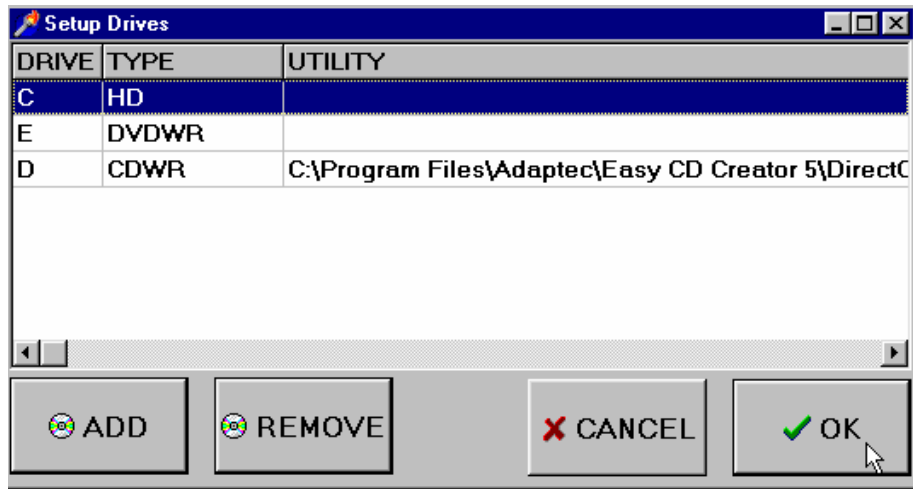 Setup Drives
DRIVE TYPE UTILITY
C HD
E DVDWR
D CDWR C:\Program Files\Adaptec\Easy CD Creator 5\DirectC
ADD REMOVE CANCEL OK